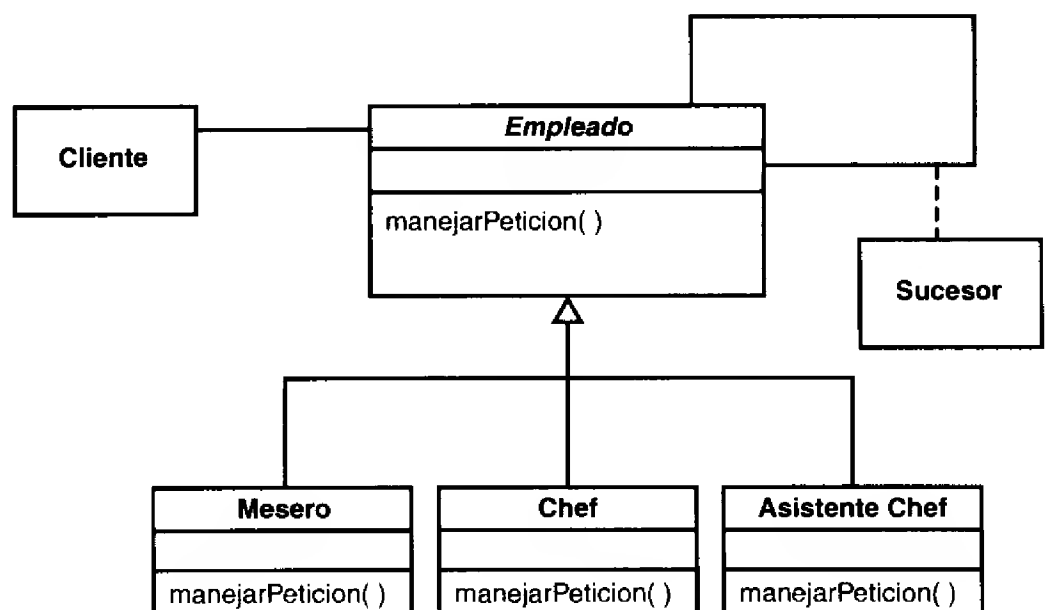 Empleado
Cliente
manejarPeticion( )
Sucesor
Mesero
Chef
Asistente Chef
manejarPeticion( )
manejarPeticion( )
manejarPeticion( )